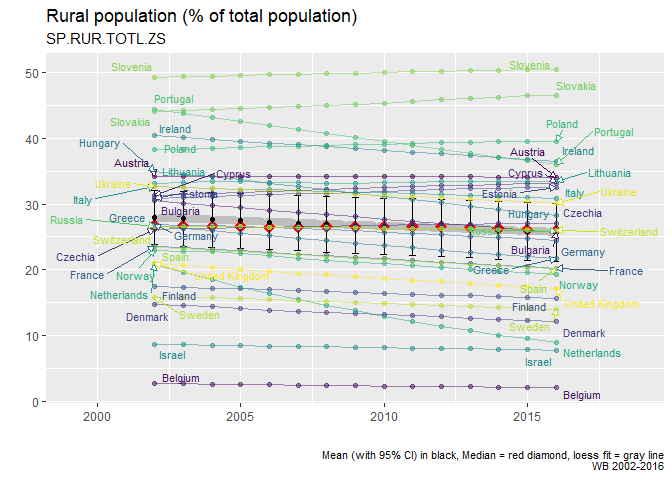 Rural population (% of total population)
SP.RUR.TOTL.ZS
50
40
30
20
10
0
Slovenia
Slovenia
Slovakia
Portugal
Slovakia
Ireland
Poland
Portugal
Hungary
Poland
Austria
Ireland
Austria
Lithuania
Cyprus
Cyprus
Lithuania
Ukraine
Estonia
Estonia
Italy
Ukraine
Italy
Bulgaria
Hungary
Czechia
Greece
Russia
Russia
Switzerland
Germany
Switzerland
Bulgaria
Germany
Czechia
Spain
Greece
France
France
Norway
United Kingdom
Norway
Spain
Netherlands
Finland
United Kingdom
Finland
Denmark
Sweden
Sweden
Denmark
Israel
Netherlands
Israel
Belgium
Belgium
2000
2005
2010
2015
Mean (with 95% CI) in black, Median = red diamond, loess fit = gray line
WB 2002-2016